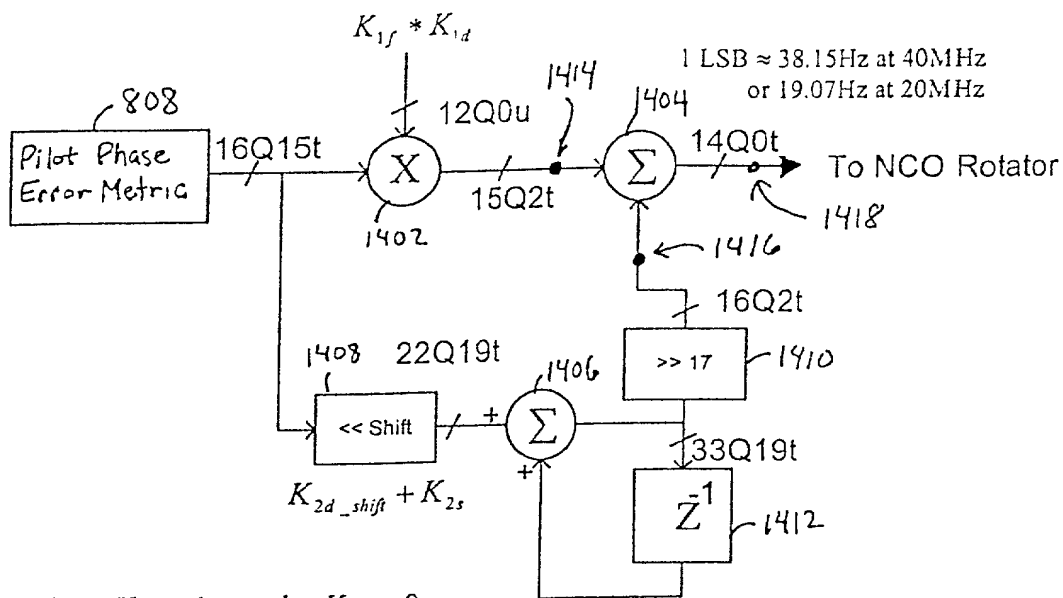 K1f * K1d
1 LSB ≈ 38.15Hz at 40MHz
or 19.07Hz at 20MHz
808
1414
1404
Pilot Phase
Error Metric
16Q15t
12Q0u
X
15Q2t
Σ
14Q0t
To NCO Rotator
1402
1418
1416
16Q2t
1408
22Q19t
1406
>> 17
1410
<< Shift
+
Σ
+
33Q19t
K2d_shift + K2s
Z-1
1412